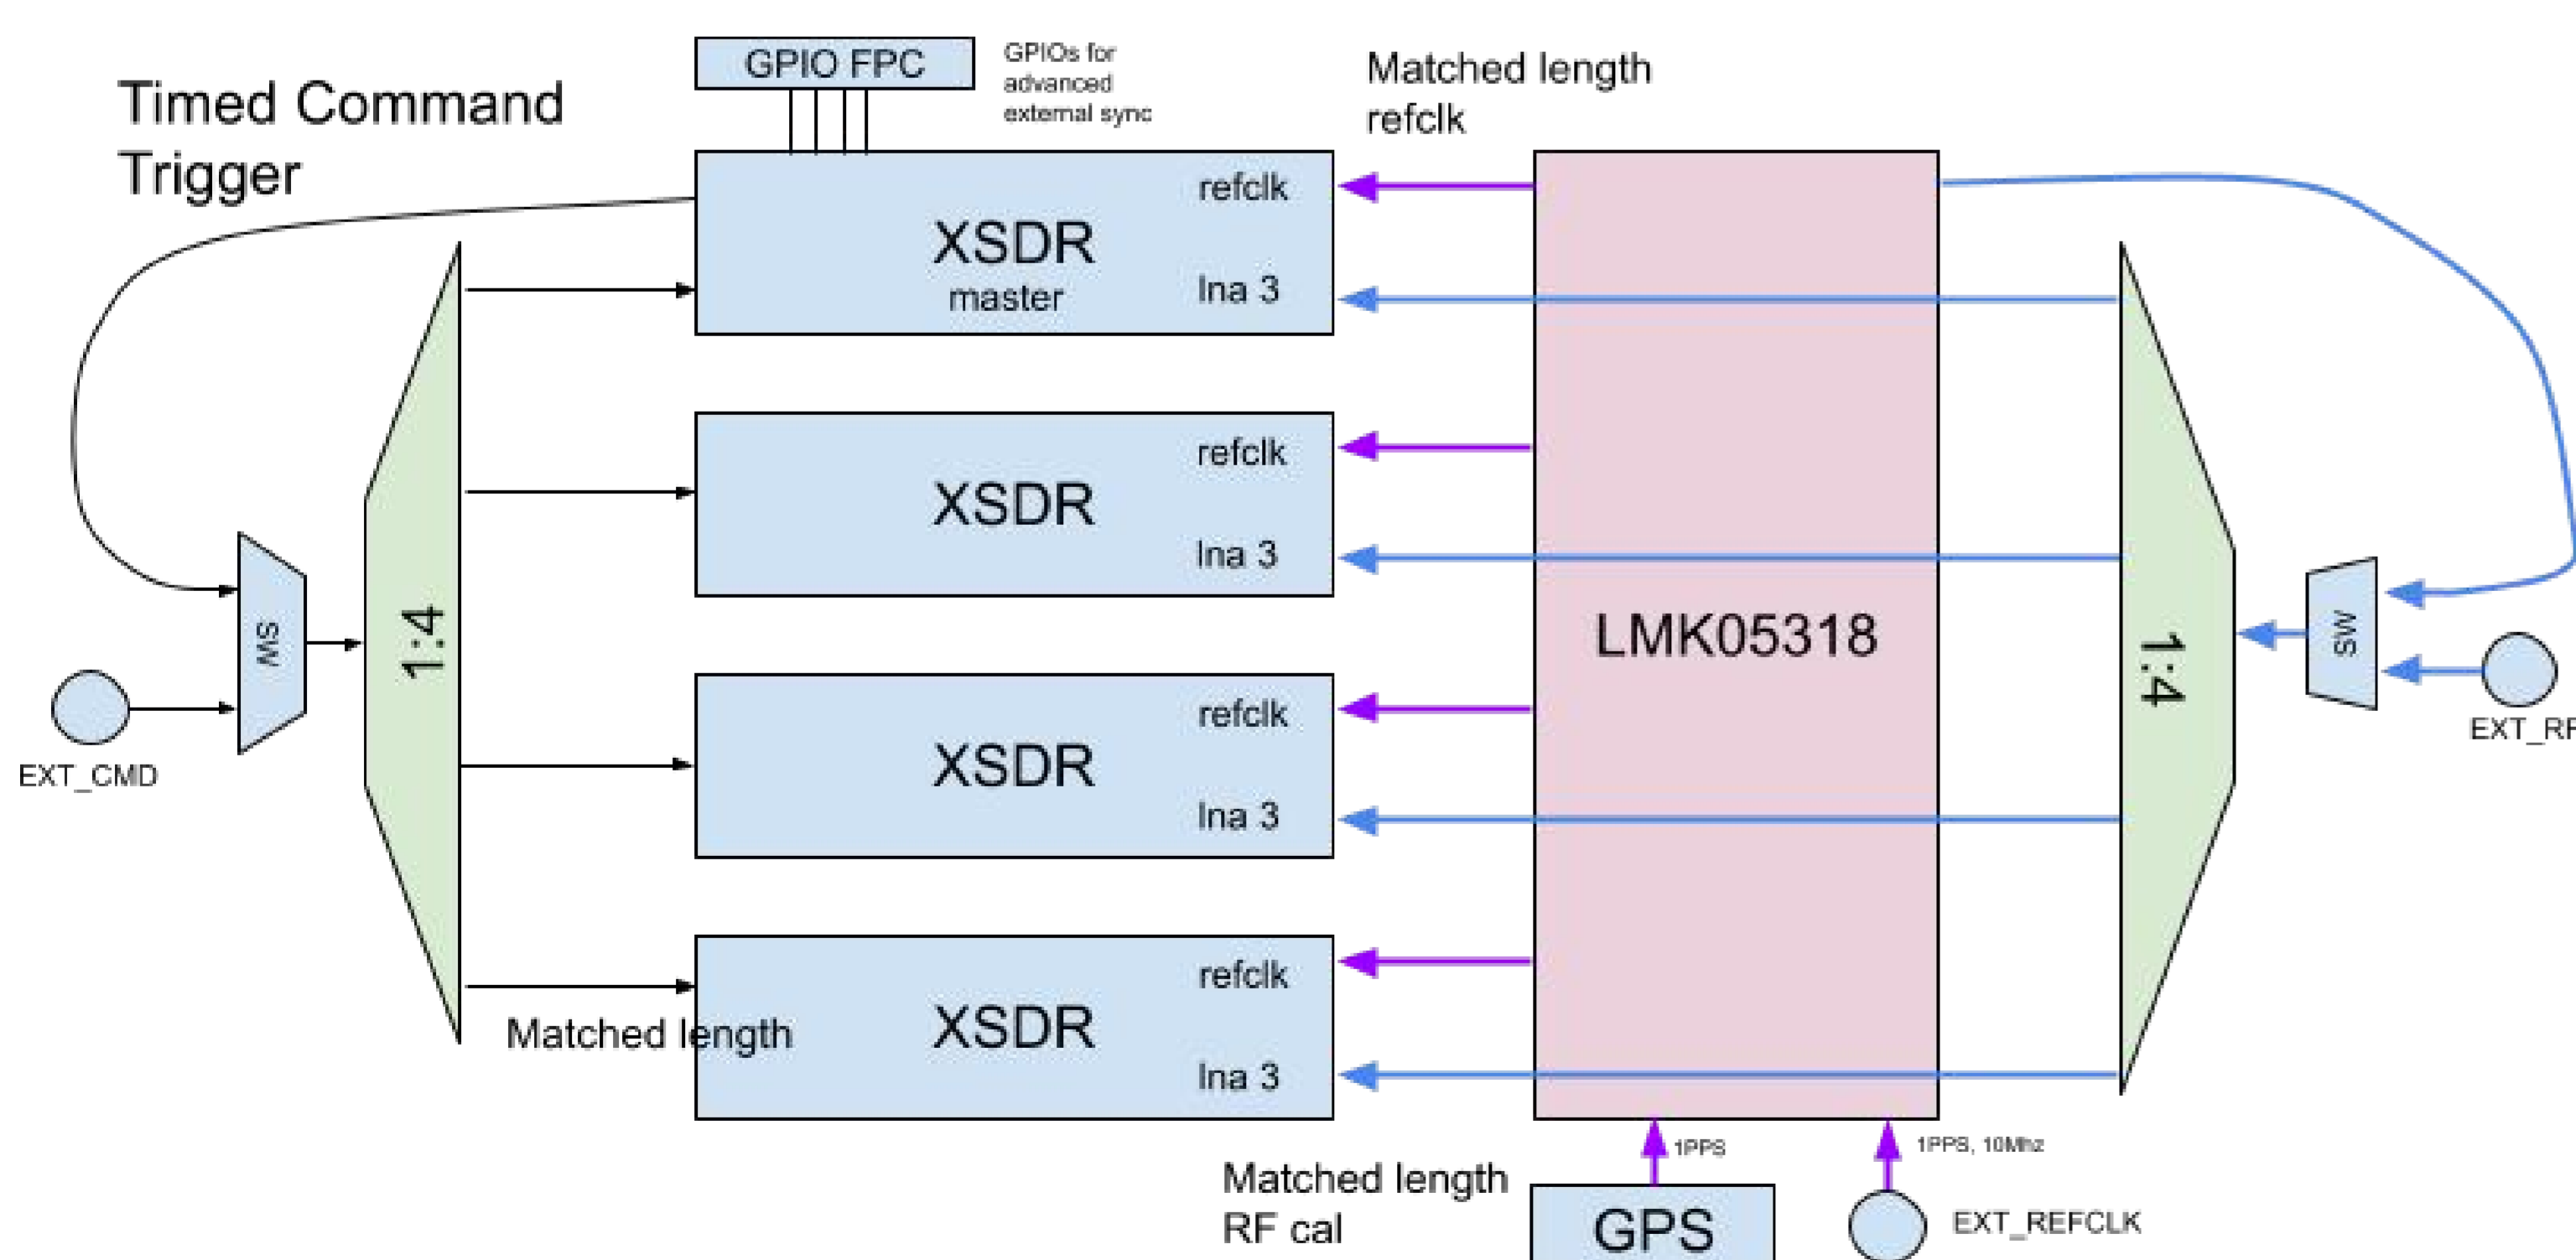 GPIO FPC
GPIOs for
advanced
external sync
Matched length
refclk
Timed Command
Trigger
refclk
XSDR
master
lna 3
refclk
XSDR
lna 3
LMK05318
SW
1:4
1:4
SW
EXT_CMD
EXT_RF
refclk
XSDR
lna 3
refclk
XSDR
lna 3
Matched length
1PPS
1PPS, 10Mhz
Matched length
RF cal
GPS
EXT_REFCLK